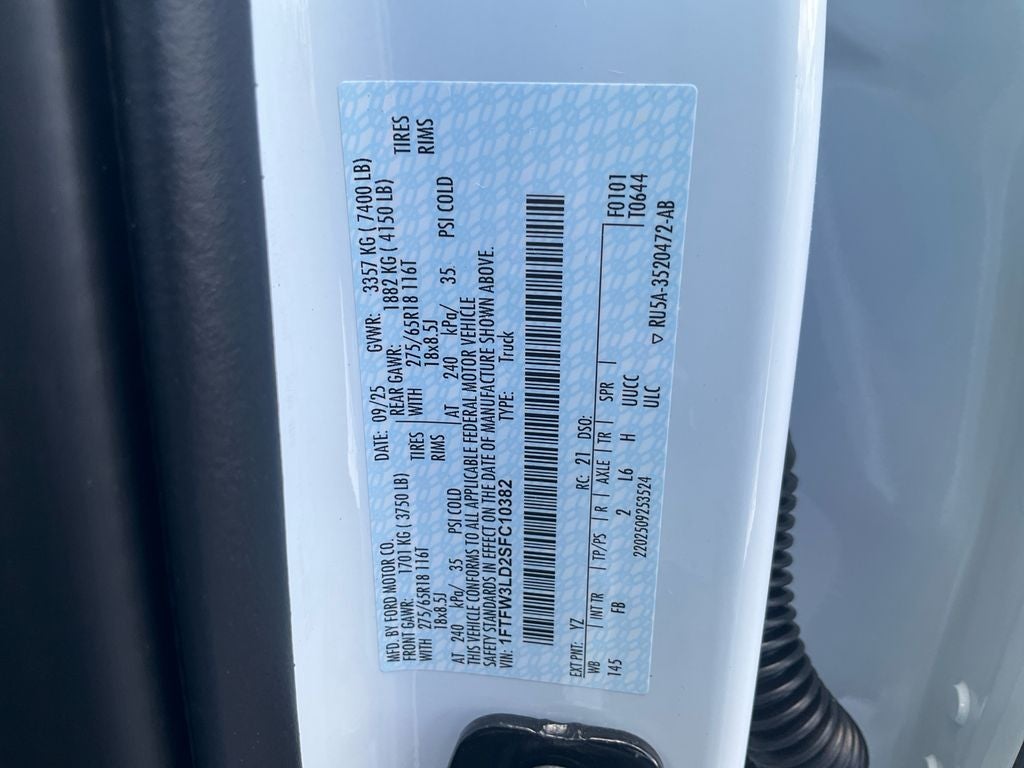 MFD. BY FORD MOTOR CO.
DATE: 09/25 GVWR: 3357 KG ( 7400 LB)
FRONT GAWR: 1701 KG ( 3750 LB)
REAR GAWR: 1882 KG ( 4150 LB)
WITH 275/65R18 116T TIRES
WITH 275/65R18 116T TIRES
18x8.5J RIMS
18x8.5J RIMS
AT 240 kPa/ 35 PSI COLD
AT 240 kPa/ 35 PSI COLD
THIS VEHICLE CONFORMS TO ALL APPLICABLE FEDERAL MOTOR VEHICLE
SAFETY STANDARDS IN EFFECT ON THE DATE OF MANUFACTURE SHOWN ABOVE.
VIN: 1FTFW3LD2SFC10382 TYPE: Truck
EXT PNT: YZ RC: 21 DSO: F0101
WB INT TR TP/PS R AXLE TR SPR T0644
145 FB 2 L6 H UUCC
ULC
2202509253524
RU5A-3520472-AB